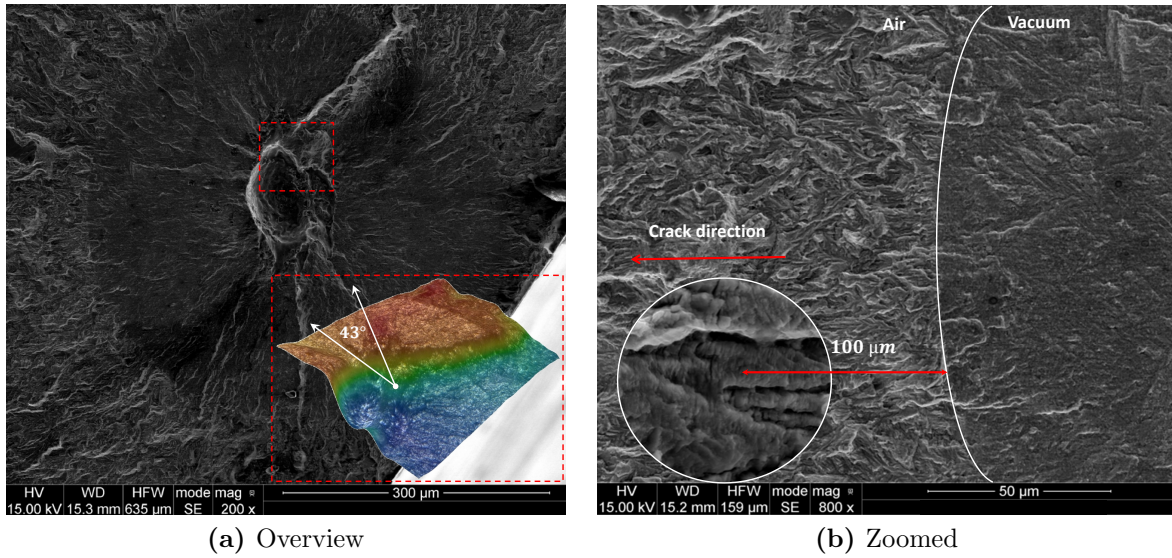 43°
HV WD HFW mode mag 300 µm
15.00 kV 15.3 mm 635 µm SE 200 x
(a) Overview
Air Vacuum
Crack direction
100 µm
HV WD HFW mode mag 50 µm
15.00 kV 15.2 mm 159 µm SE 800 x
(b) Zoomed